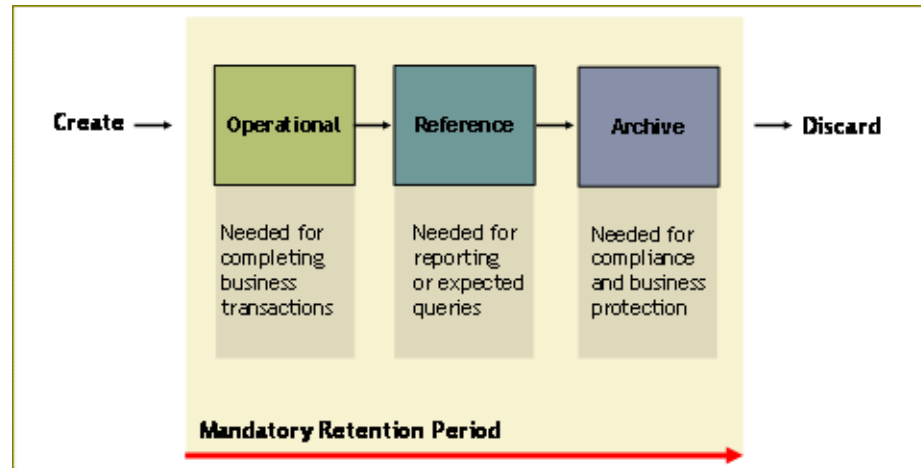 Create
Operational
Reference
Archive
Discard
Needed for
completing
business
transactions
Needed for
reporting
or expected
queries
Needed for
compliance
and business
protection
Mandatory Retention Period